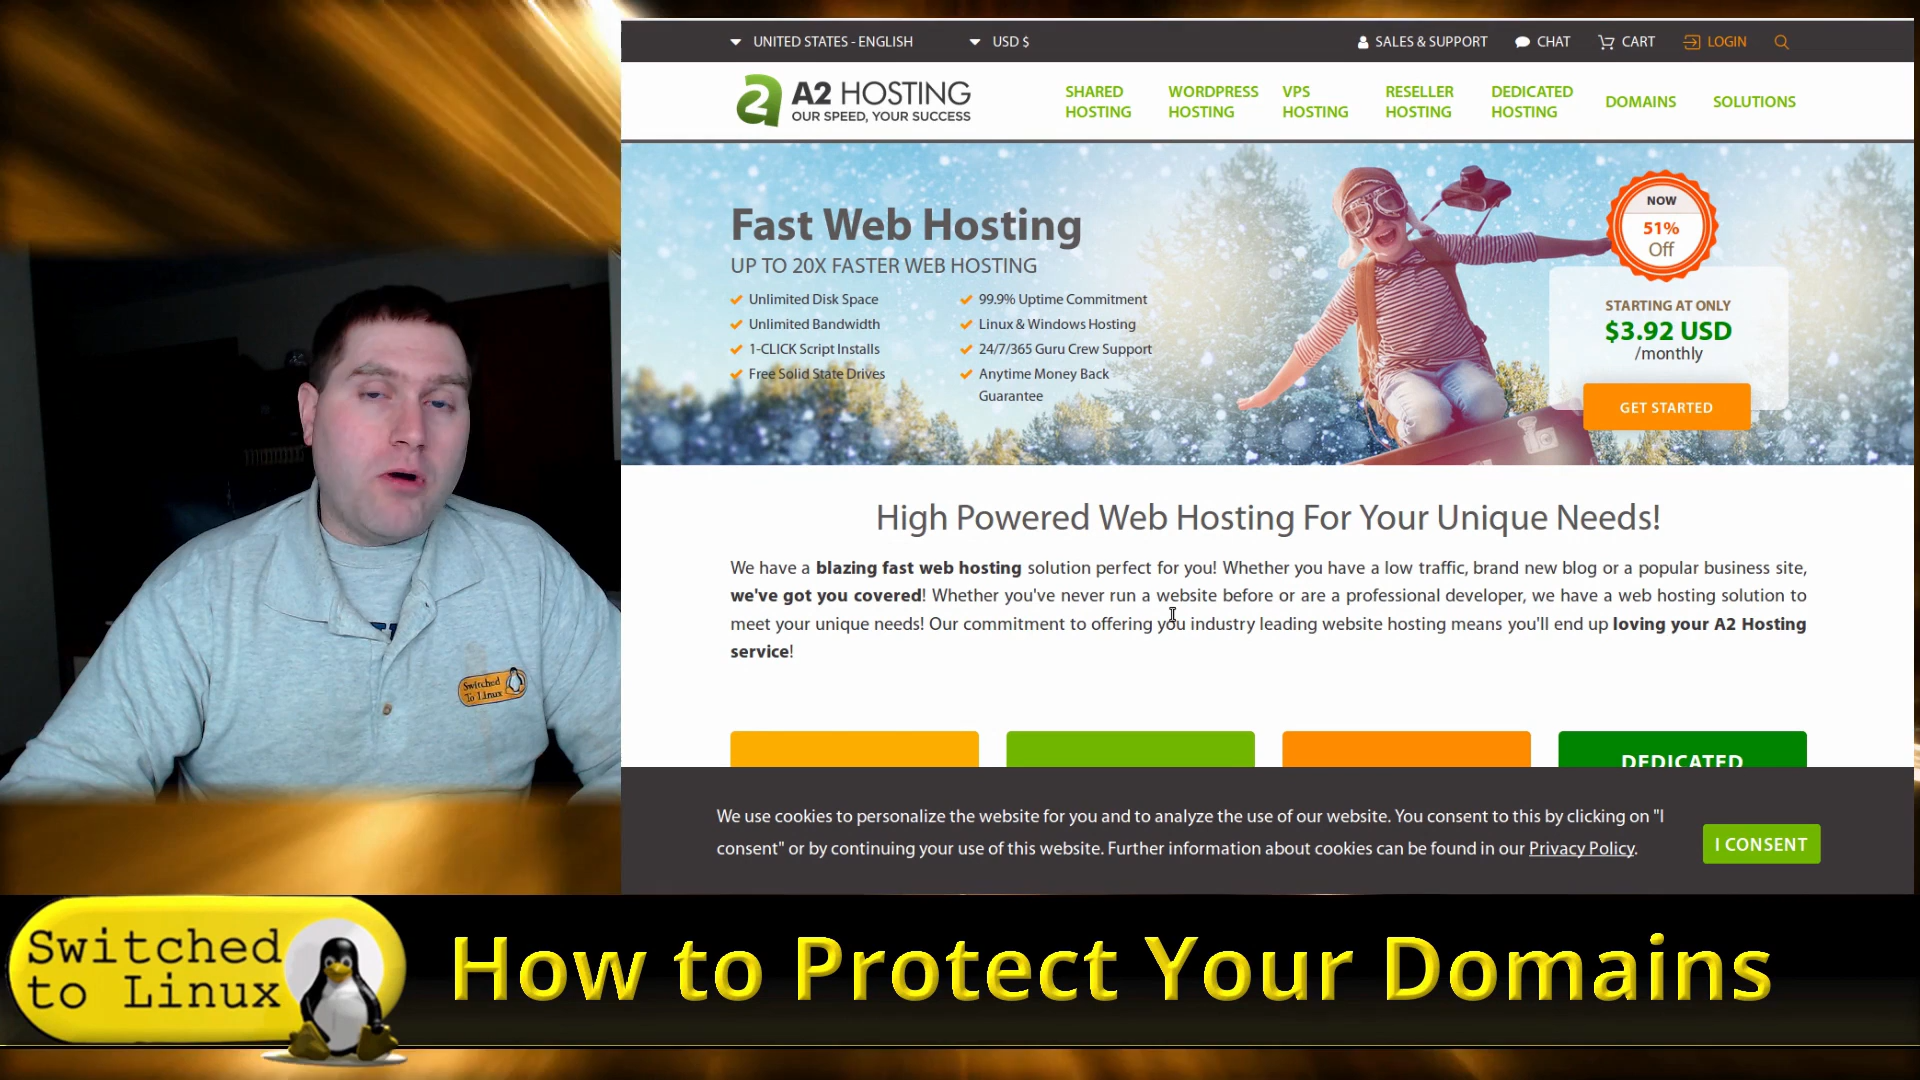 UNITED STATES - ENGLISH
USD $
SALES & SUPPORT
CHAT
CART
LOGIN
A2 HOSTING
OUR SPEED, YOUR SUCCESS
SHARED
HOSTING
WORDPRESS
HOSTING
VPS
HOSTING
RESELLER
HOSTING
DEDICATED
HOSTING
DOMAINS
SOLUTIONS
Fast Web Hosting
UP TO 20X FASTER WEB HOSTING
Unlimited Disk Space
Unlimited Bandwidth
1-CLICK Script Installs
Free Solid State Drives
99.9% Uptime Commitment
Linux & Windows Hosting
24/7/365 Guru Crew Support
Anytime Money Back
Guarantee
NOW
51%
Off
STARTING AT ONLY
$3.92 USD
/monthly
GET STARTED
High Powered Web Hosting For Your Unique Needs!
We have a blazing fast web hosting solution perfect for you! Whether you have a low traffic, brand new blog or a popular business site,
we've got you covered! Whether you've never run a website before or are a professional developer, we have a web hosting solution to
meet your unique needs! Our commitment to offering you industry leading website hosting means you'll end up loving your A2 Hosting
service!
DEDICATED
We use cookies to personalize the website for you and to analyze the use of our website. You consent to this by clicking on "I
consent" or by continuing your use of this website. Further information about cookies can be found in our Privacy Policy.
I CONSENT
Switched
To Linux
Switched
to Linux
How to Protect Your Domains